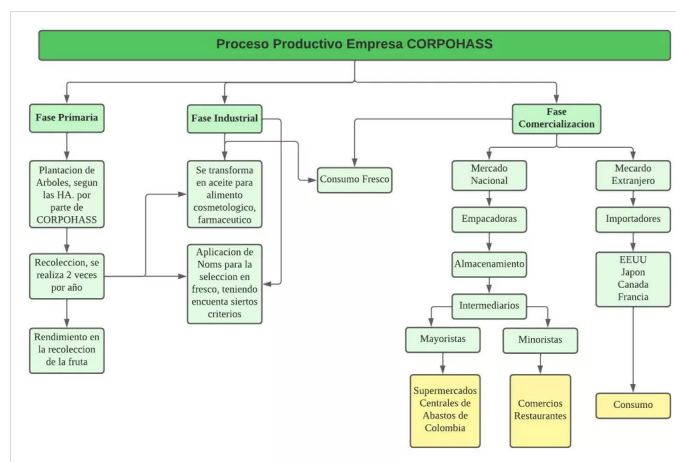 Proceso Productivo Empresa CORPOHASS
Fase Primaria
Fase Industrial
Fase
Comercializacion
Plantacion de
Arboles, segun
las HA. por
parte de
CORPOHASS
Se transforma
en aceite para
alimento
cosmetologico,
farmaceutico
Consumo Fresco
Mercado
Nacional
Mecardo
Extranjero
Empacadoras
Importadores
Recoleccion, se
realiza 2 veces
por año
Aplicacion de
Noms para la
seleccion en
fresco, teniendo
encuenta siertos
criterios
Almacenamiento
EEUU
Japon
Canada
Francia
Intermediarios
Rendimiento en
la recoleccion
de la fruta
Mayoristas
Minoristas
Supermercados
Centrales de
Abastos de
Colombia
Comercios
Restaurantes
Consumo